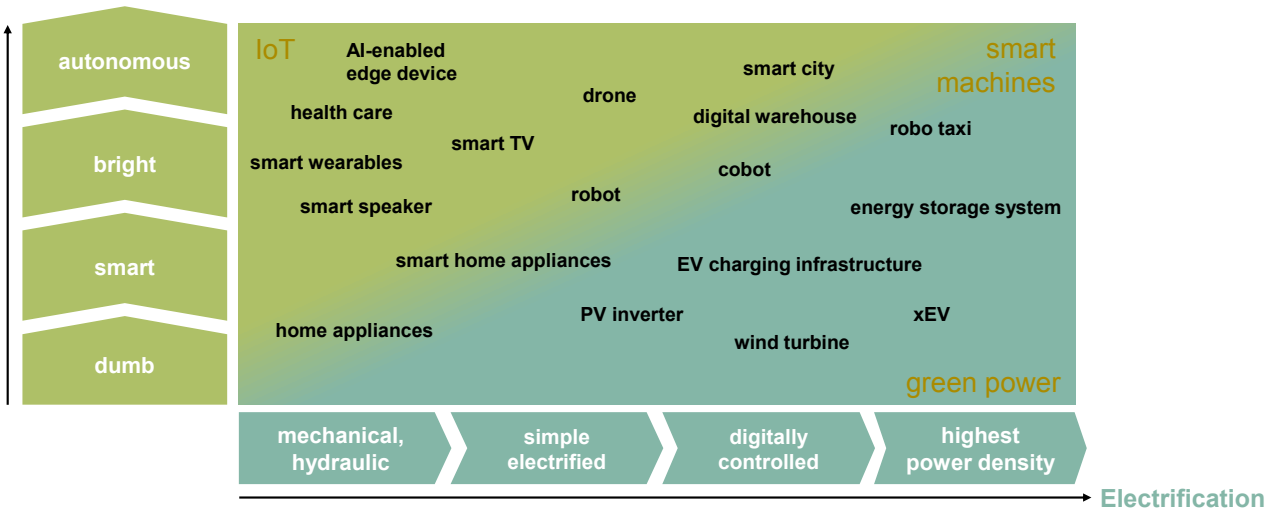 autonomous
bright
smart
dumb
IoT
AI-enabled
edge device
smart city
smart
machines
drone
health care
digital warehouse
robo taxi
smart TV
smart wearables
cobot
robot
smart speaker
energy storage system
smart home appliances
EV charging infrastructure
PV inverter
xEV
home appliances
wind turbine
green power
mechanical,
hydraulic
simple
electrified
digitally
controlled
highest
power density
Electrification